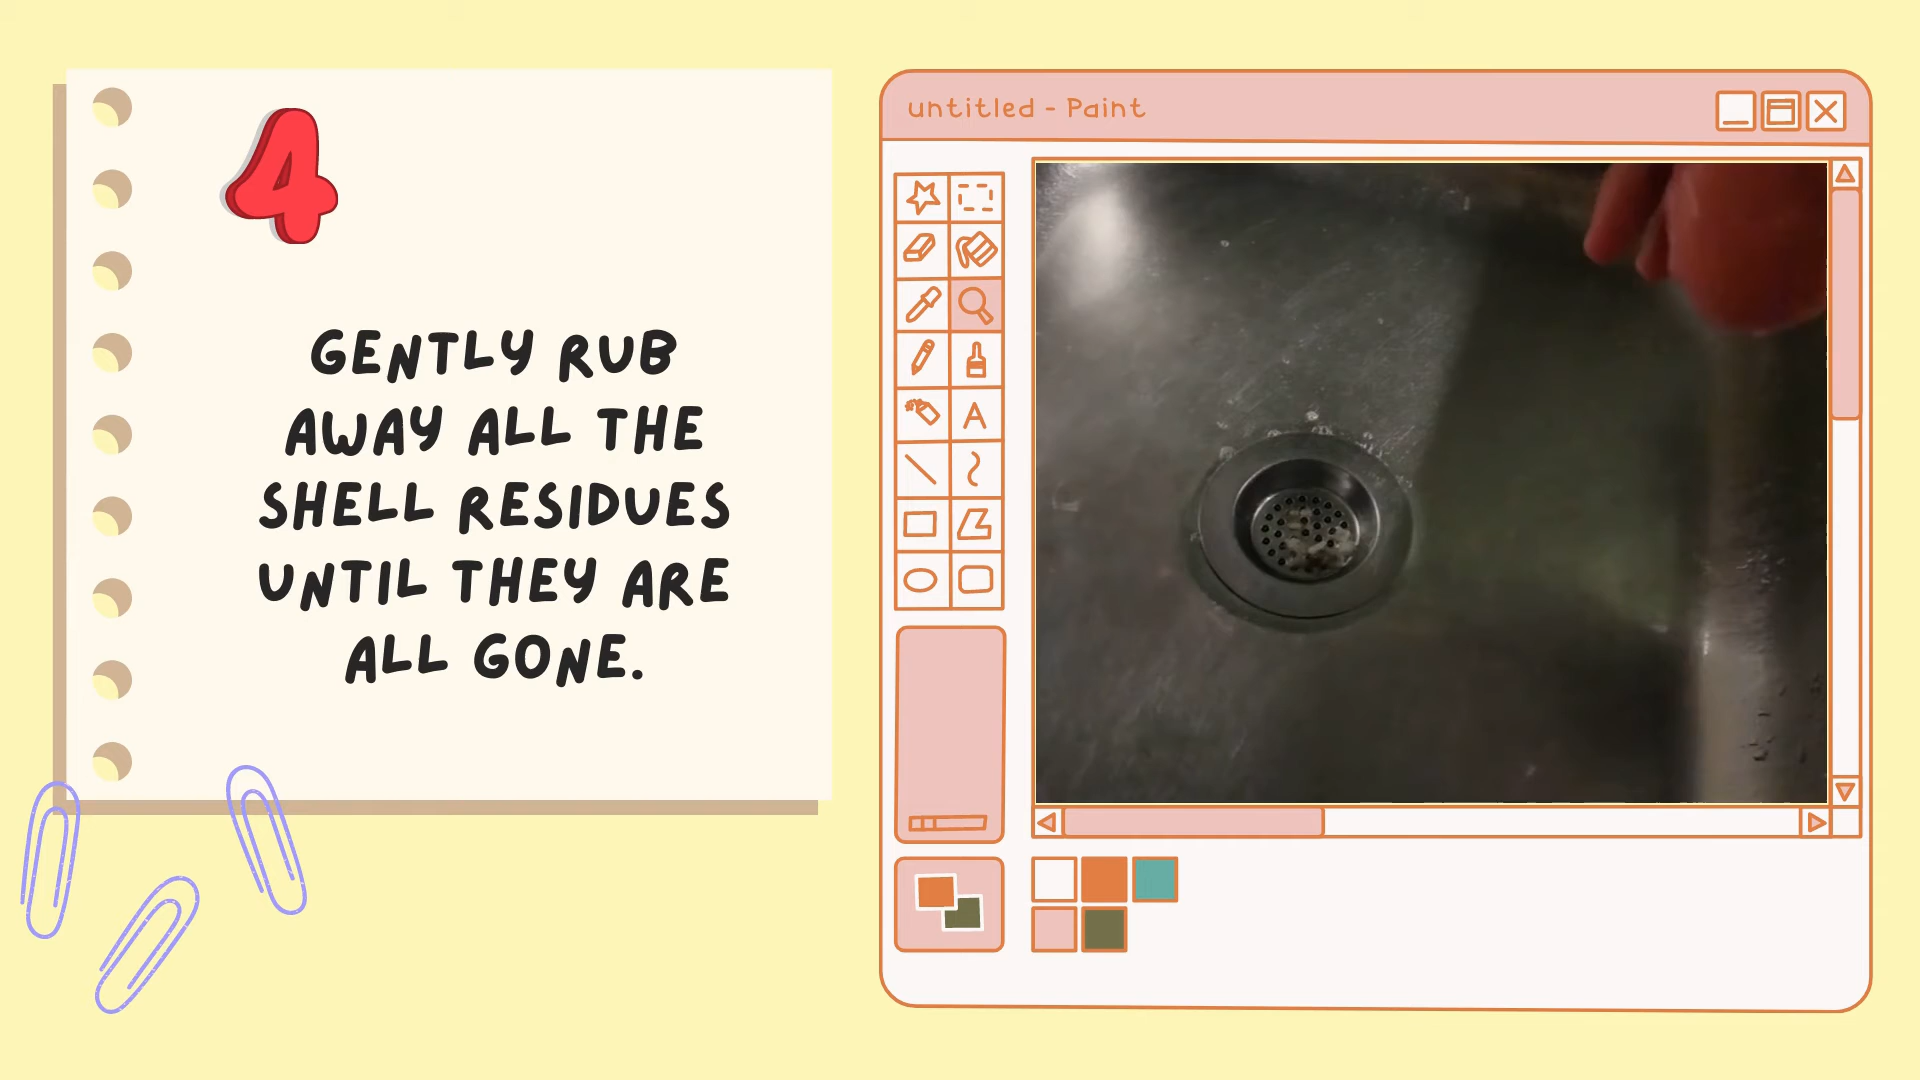 4
GENTLY RUB
AWAY ALL THE
SHELL RESIDUES
UNTIL THEY ARE
ALL GONE.
untitled - Paint
A